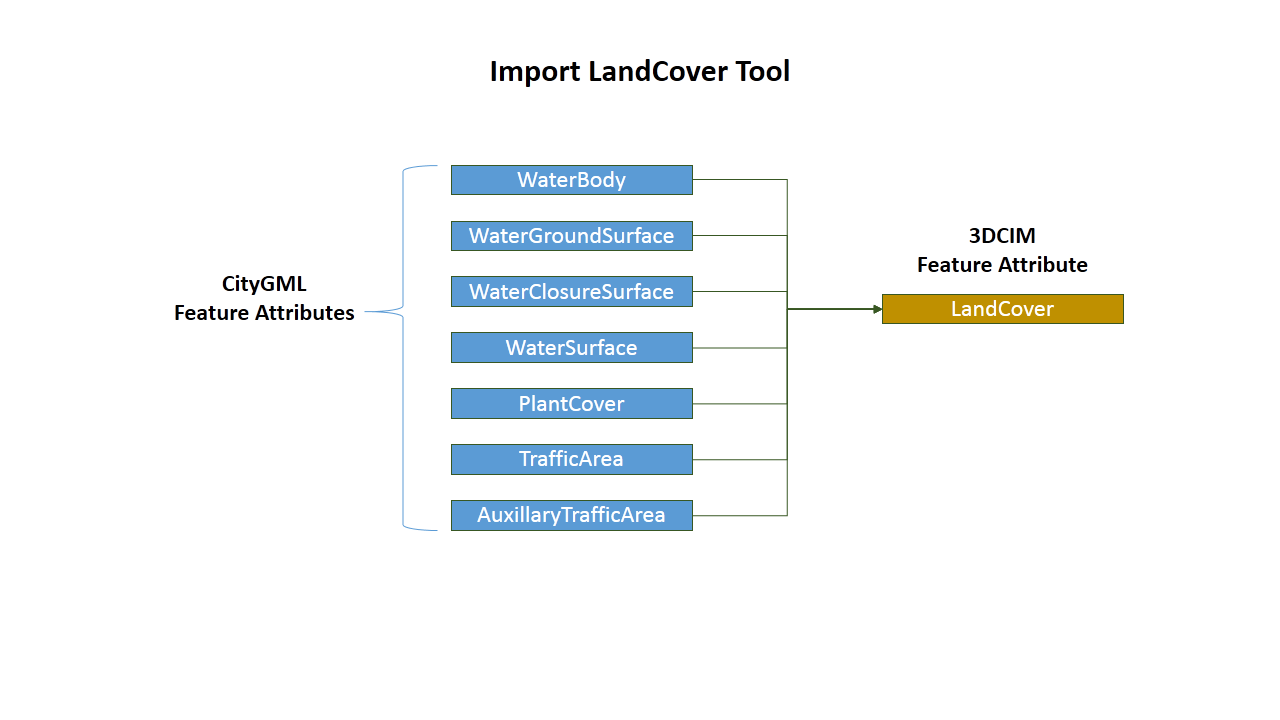 Import LandCover Tool
CityGML
Feature Attributes
WaterBody
WaterGroundSurface
WaterClosureSurface
WaterSurface
PlantCover
TrafficArea
AuxillaryTrafficArea
3DCIM
Feature Attribute
LandCover